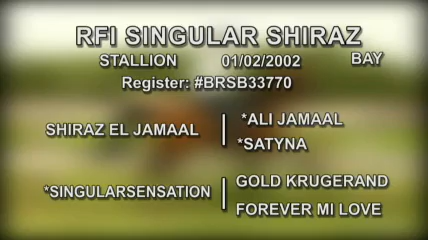 RFI SINGULAR SHIRAZ
STALLION 01/02/2002 BAY
Register: #BRSB33770
SHIRAZ EL JAMAAL
*ALI JAMAAL
*SATYNA
*SINGULARSENSATION
GOLD KRUGERAND
FOREVER MI LOVE